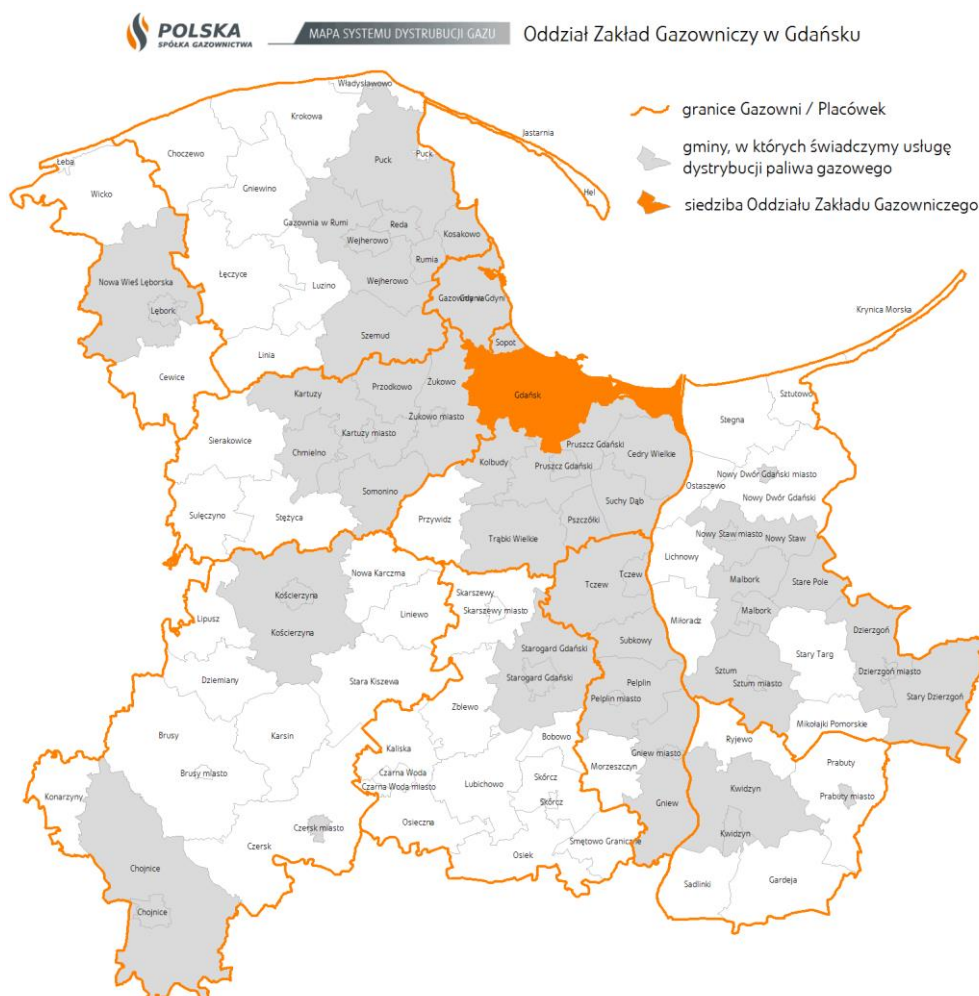 POLSKA
SPÓŁKA GAZOWNICTWA
MAPA SYSTEMU DYSTRUBUCJI GAZU
Oddział Zakład Gazowniczy w Gdańsku
granice Gazowni / Placówek
gminy, w których świadczymy usługę
dystrybucji paliwa gazowego
siedziba Oddziału Zakładu Gazowniczego
Władysławowo
Krokowa
Jastarnia
Choczewo
Puck
Puck
Łeba
Wicko
Gniewino
Hel
Gazownia w Rumi
Reda
Kosakowo
Wejherowo
Rumia
Łęczyce
Nowa Wieś Lęborska
Luzino
Wejherowo
Gdynia
Lębork
Krynica Morska
Szemud
Sopot
Linia
Cewice
Żukowo
Przodkowo
Kartuzy
Gdańsk
Sztutowo
Żukowo miasto
Stegna
Kartuzy miasto
Sierakowice
Pruszcz Gdański
Chmielno
Cedry Wielkie
Kolbudy
Pruszcz Gdański
Nowy Dwór Gdański miasto
Ostaszewo
Somonino
Nowy Dwór Gdański
Suchy Dąb
Sulęczyno
Stężyca
Przywidz
Pszczółki
Nowy Staw miasto
Nowy Staw
Trąbki Wielkie
Lichnowy
Nowa Karczma
Tczew
Tczew
Malbork
Stare Pole
Skarszewy
Kościerzyna
Skarszewy miasto
Malbork
Lipusz
Liniewo
Miłoradz
Kościerzyna
Subkowy
Dzierzgoń
Starogard Gdański
Stary Targ
Dziemiany
Starogard Gdański
Pelplin
Sztum
Dzierzgoń miasto
Stara Kiszewa
Sztum miasto
Stary Dzierzgoń
Pelplin miasto
Zblewo
Mikołajki Pomorskie
Brusy
Karsin
Bobowo
Ryjewo
Kaliska
Gniew miasto
Prabuty
Morzeszczyn
Brusy miasto
Czarna Woda
Skórcz
Lubichowo
Czarna Woda miasto
Kwidzyn
Konarzyny
Prabuty miasto
Skórcz
Gniew
Osieczna
Czersk miasto
Kwidzyn
Smętowo Graniczne
Czersk
Osiek
Chojnice
Gardeja
Sadlinki
Chojnice